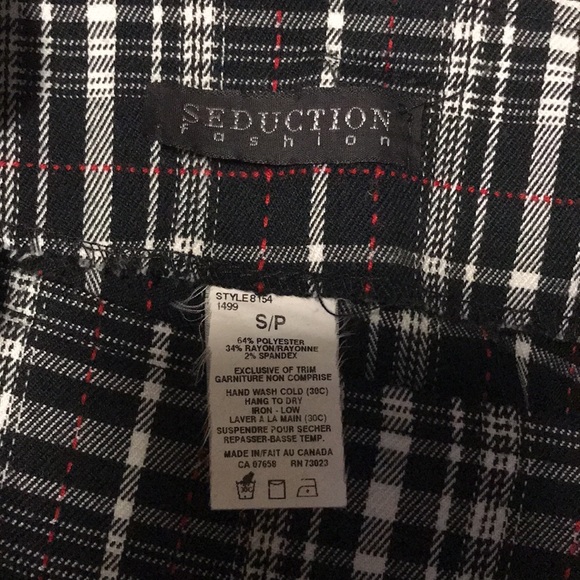 SEDUCTION
fashion
STYLE 8154
1499
S/P
64% POLYESTER
34% RAYON/RAYONNE
2% SPANDEX
EXCLUSIVE OF TRIM
GARNITURE NON COMPRISE
HAND WASH COLD (30C)
HANG TO DRY
IRON - LOW
LAVER A LA MAIN (30C)
SUSPENDRE POUR SECHER
REPASSER-BASSE TEMP.
MADE IN/FAIT AU CANADA
CA 07658 RN 73023
30C